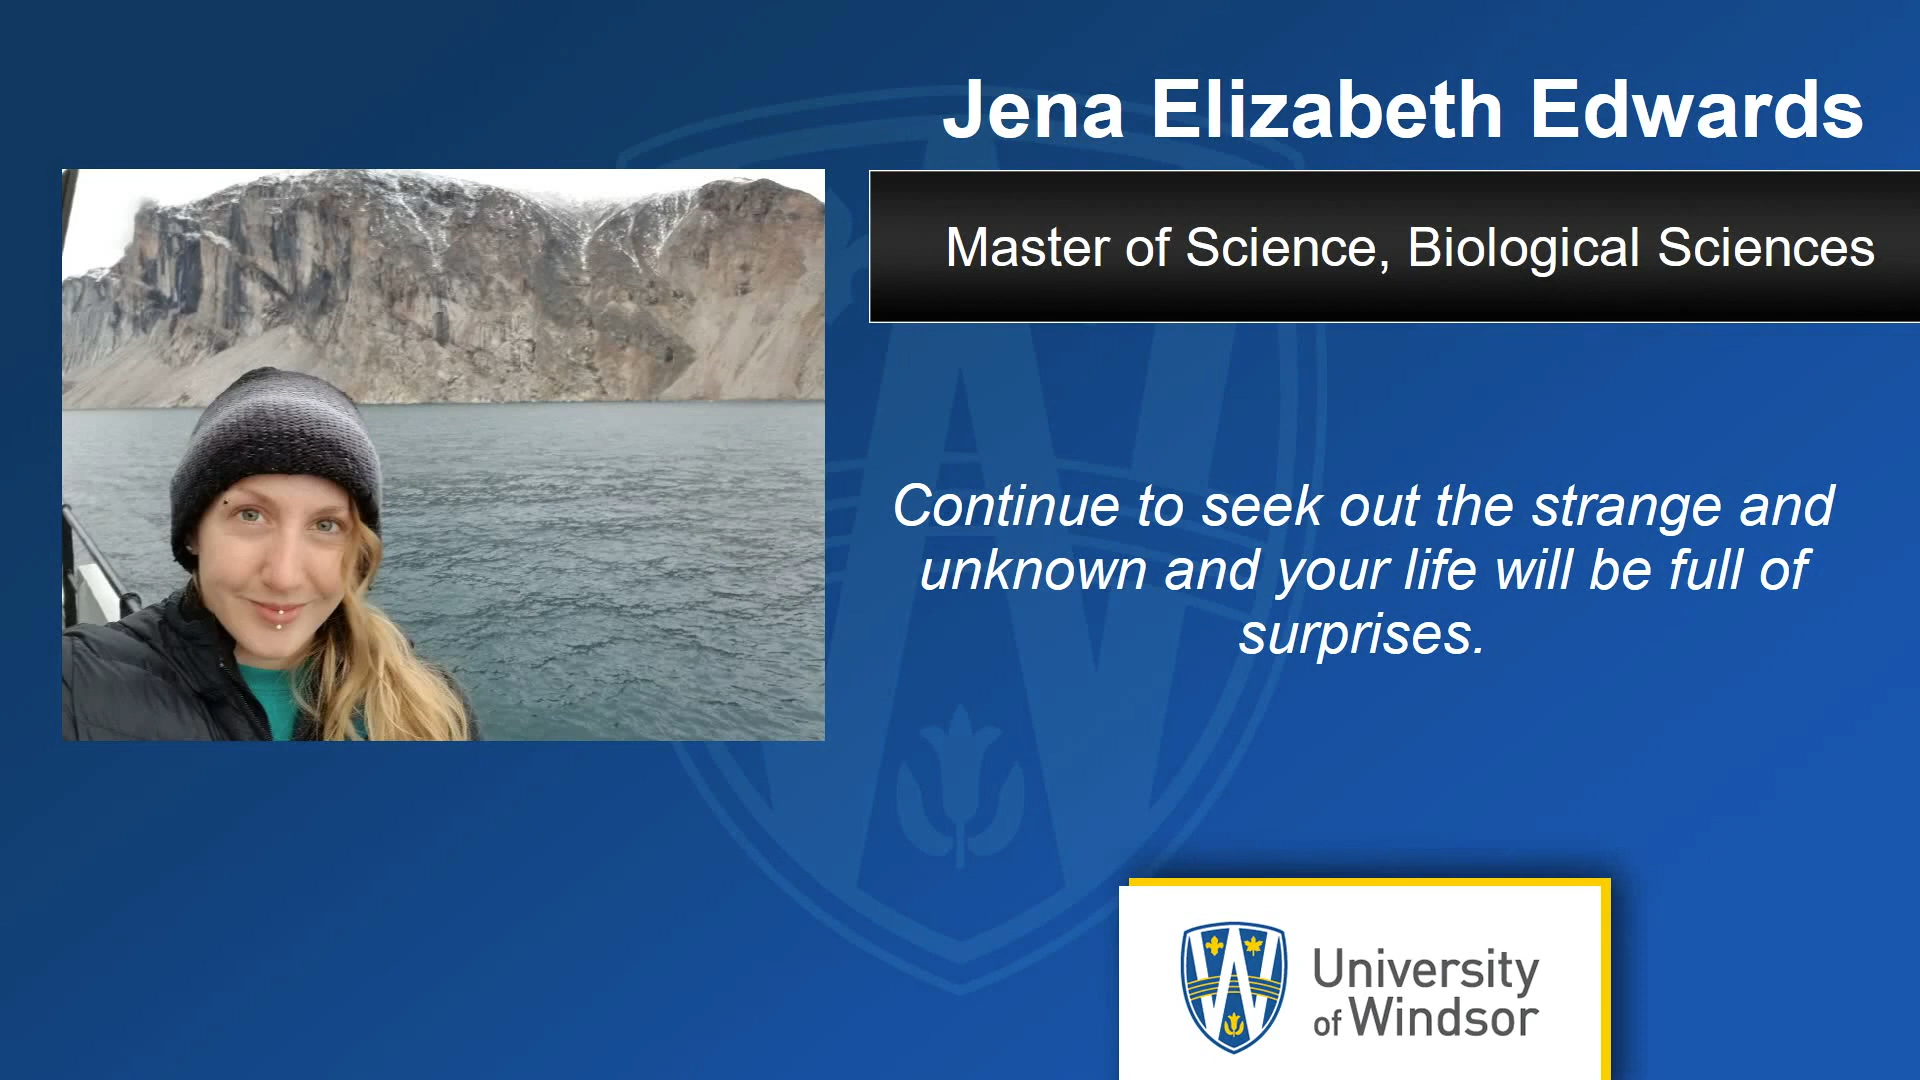 Jena Elizabeth Edwards
Master of Science, Biological Sciences
Continue to seek out the strange and
unknown and your life will be full of
surprises.
University
of Windsor